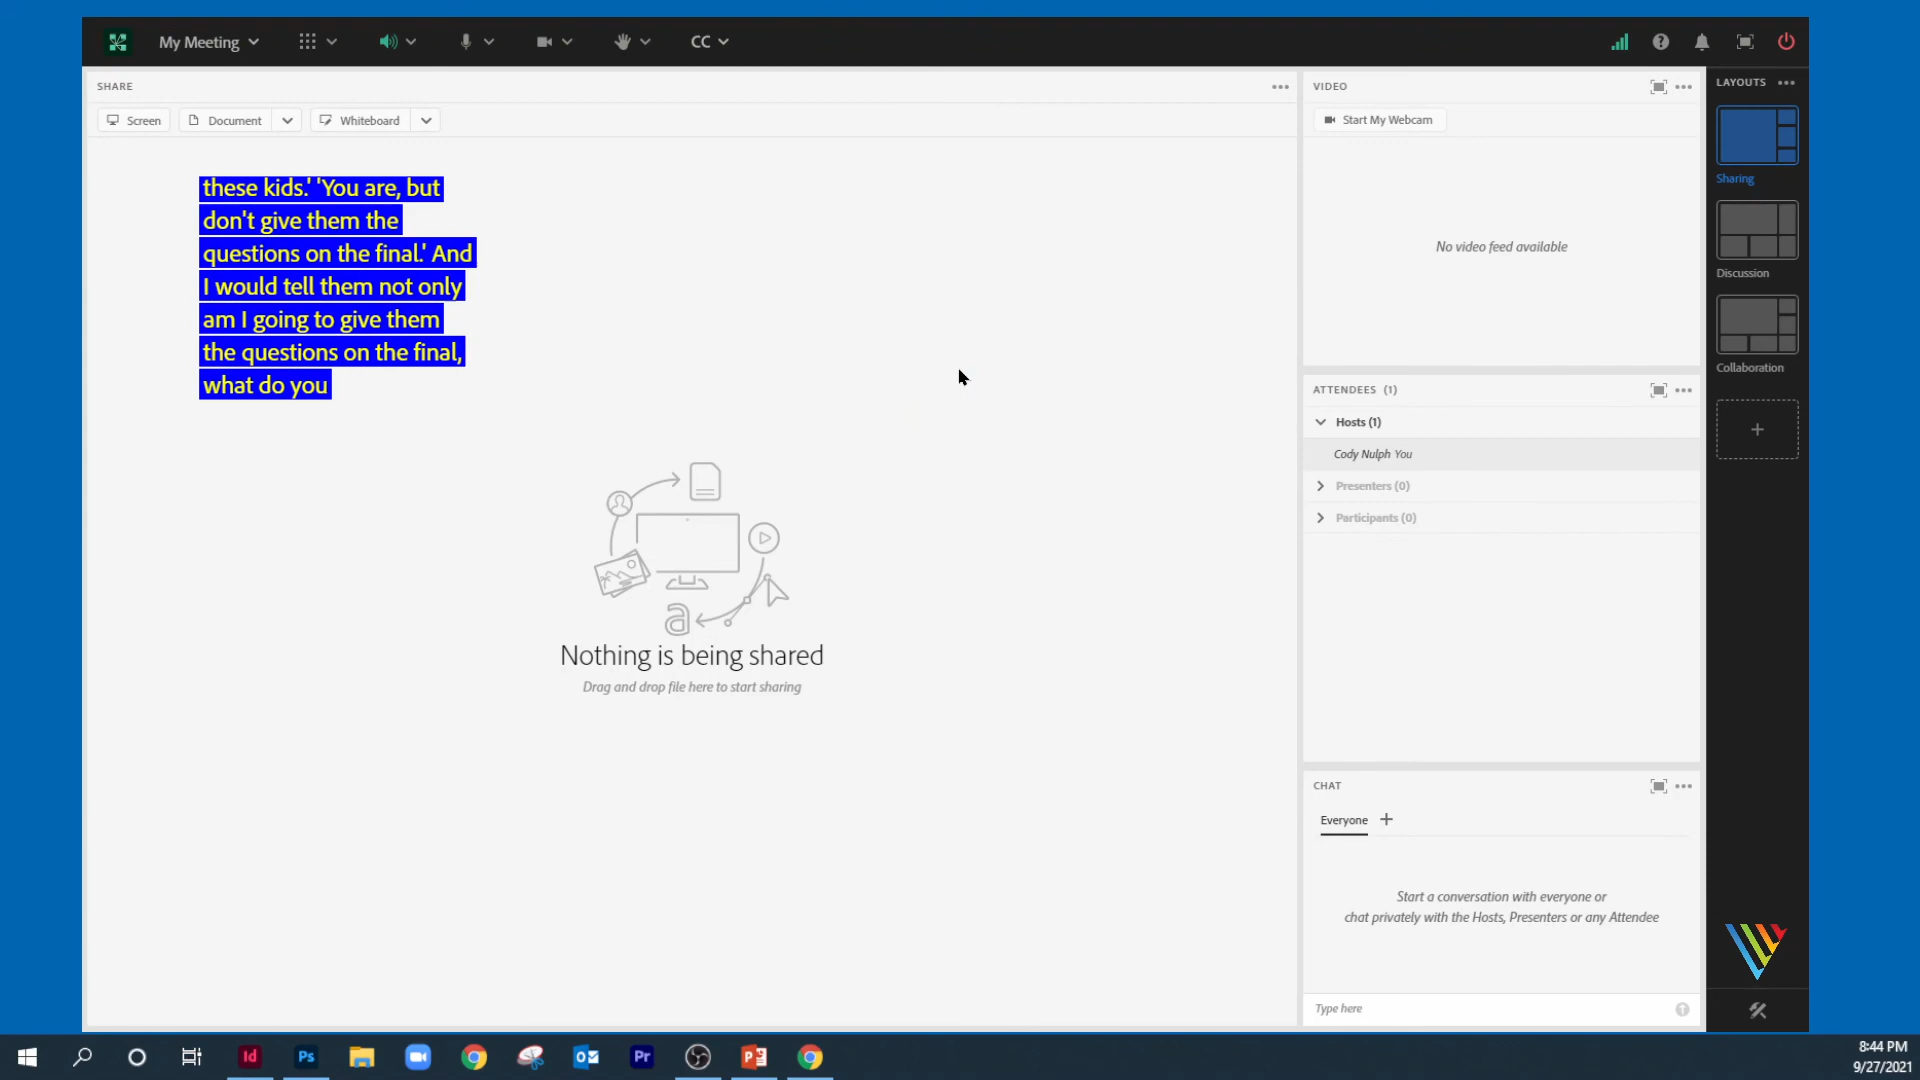 My Meeting
CC
SHARE
Screen
Document
Whiteboard
these kids.' 'You are, but
don't give them the
questions on the final.' And
I would tell them not only
am I going to give them
the questions on the final,
what do you
a
Nothing is being shared
Drag and drop file here to start sharing
VIDEO
Start My Webcam
No video feed available
ATTENDEES (1)
Hosts (1)
Cody Nulph You
Presenters (0)
Participants (0)
CHAT
Everyone
Start a conversation with everyone or
chat privately with the Hosts, Presenters or any Attendee
Type here
LAYOUTS
Sharing
Discussion
Collaboration
Id
Ps
Pr
8:44 PM
9/27/2021